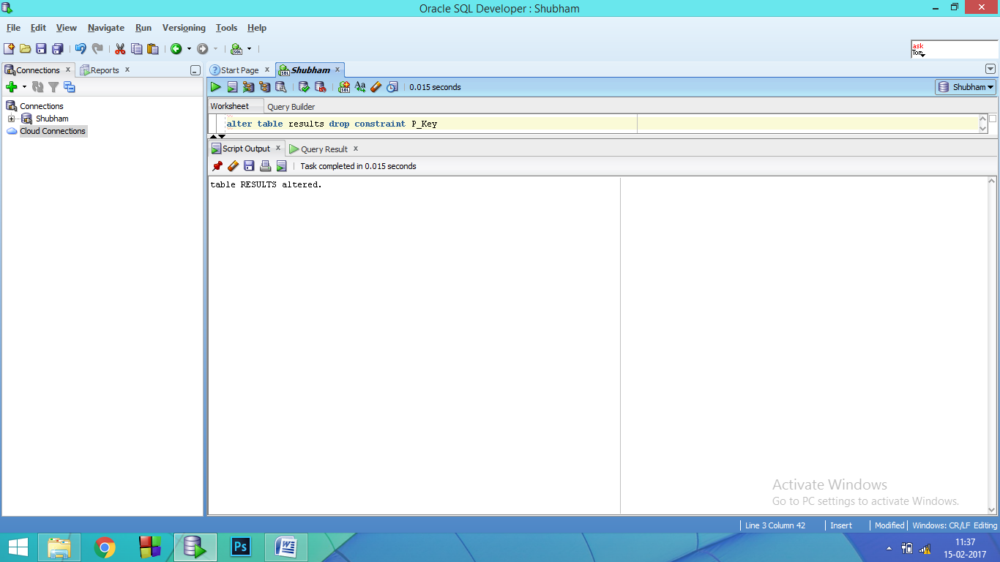 Oracle SQL Developer : Shubham
File Edit View Navigate Run Versioning Tools Help
ask
Tom
Connections x Reports x
Start Page x Shubham x
SQL Aa 0.015 seconds Shubham
Connections
Shubham
Cloud Connections
Worksheet Query Builder
alter table results drop constraint P_Key
Script Output x Query Result x
Task completed in 0.015 seconds
table RESULTS altered.
Activate Windows
Go to PC settings to activate Windows.
Line 3 Column 42 Insert Modified Windows: CR/LF Editing
Ps
11:37
15-02-2017